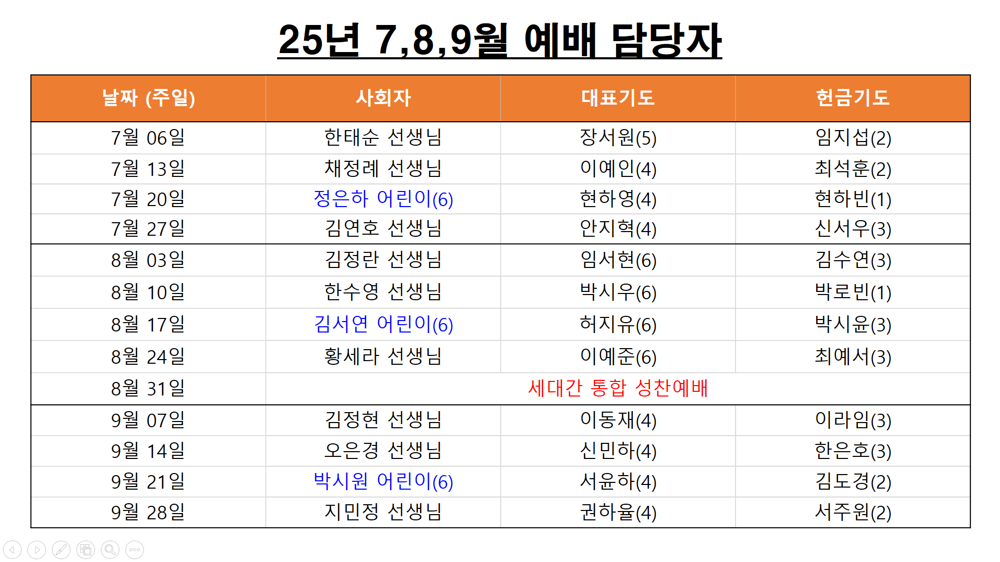 25년 7,8,9월 예배 담당자
날짜 (주일) 사회자 대표기도 헌금기도
7월 06일 한태순 선생님 장서원(5) 임지섭(2)
7월 13일 채정례 선생님 이예인(4) 최석훈(2)
7월 20일 정은하 어린이(6) 현하영(4) 현하빈(1)
7월 27일 김연호 선생님 안지혁(4) 신서우(3)
8월 03일 김정란 선생님 임서현(6) 김수연(3)
8월 10일 한수영 선생님 박시우(6) 박로빈(1)
8월 17일 김서연 어린이(6) 허지유(6) 박시윤(3)
8월 24일 황세라 선생님 이예준(6) 최예서(3)
8월 31일 세대간 통합 성찬예배
9월 07일 김정현 선생님 이동재(4) 이라임(3)
9월 14일 오은경 선생님 신민하(4) 한은호(3)
9월 21일 박시원 어린이(6) 서윤하(4) 김도경(2)
9월 28일 지민정 선생님 권하율(4) 서주원(2)